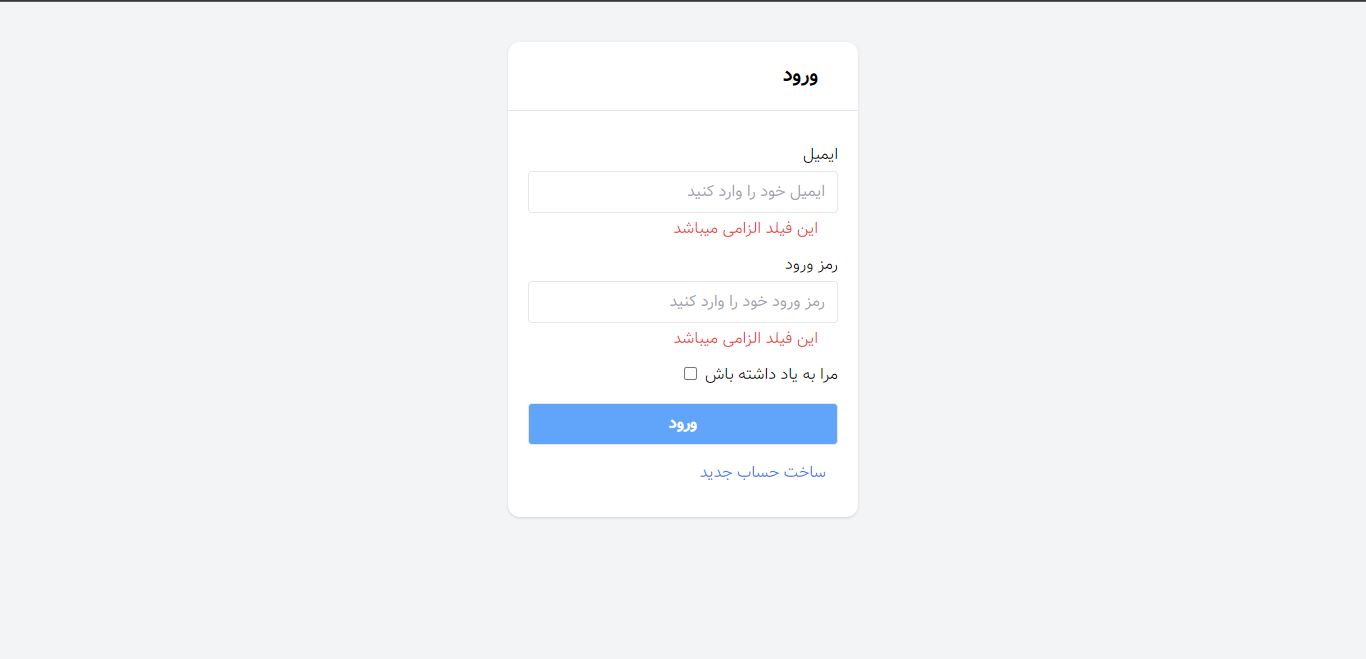 ورود
ایمیل
ایمیل خود را وارد کنید
این فیلد الزامی میباشد
رمز ورود
رمز ورود خود را وارد کنید
این فیلد الزامی میباشد
مرا به یاد داشته باش
ورود
ساخت حساب جدید